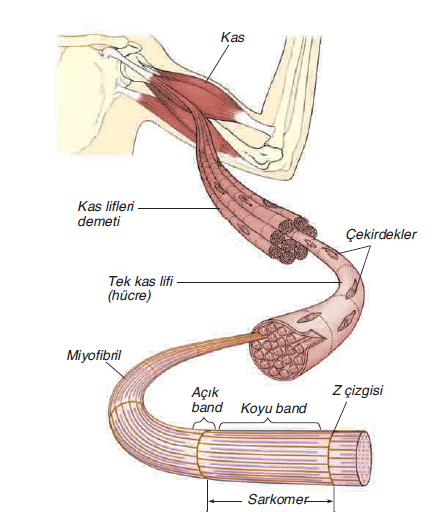 Kas
Kas lifleri
demeti
Çekirdekler
Tek kas lifi
(hücre)
Miyofibril
Açık
band
Koyu band
Z çizgisi
Sarkomer